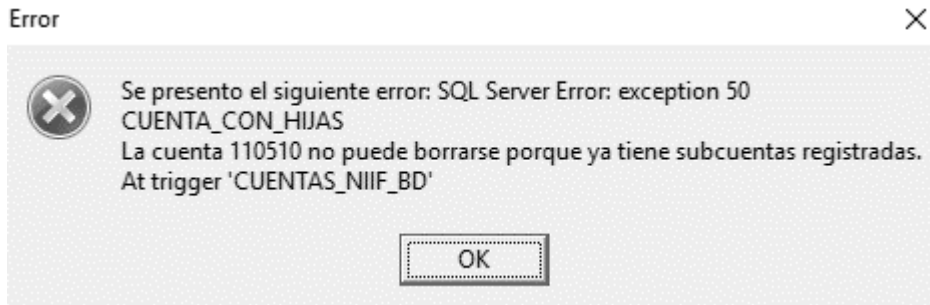 Error
Se presento el siguiente error: SQL Server Error: exception 50
CUENTA_CON_HIJAS
La cuenta 110510 no puede borrarse porque ya tiene subcuentas registradas.
At trigger 'CUENTAS_NIIF_BD'
OK